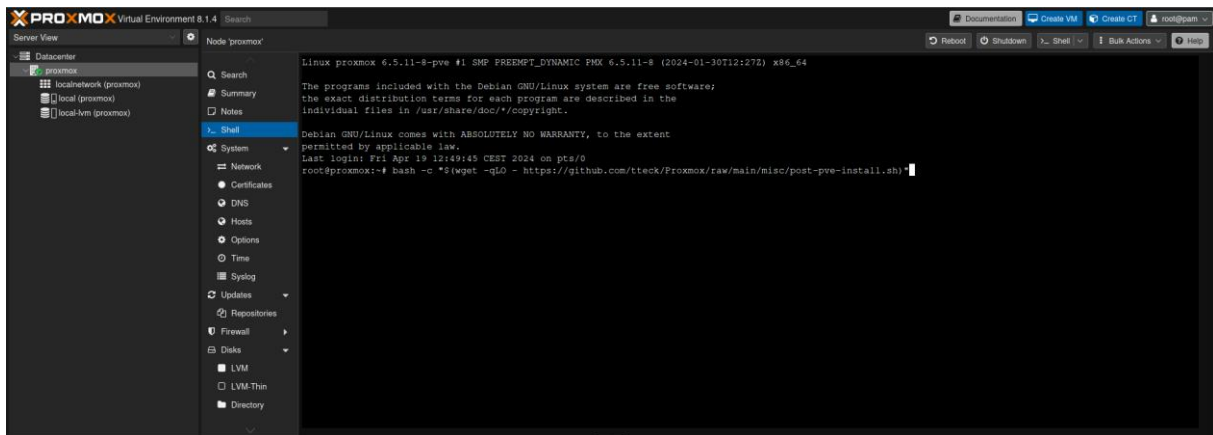 PROXMOX Virtual Environment 8.1.4 Search
Documentation Create VM Create CT root@pam
Server View
Node 'proxmox'
Reboot Shutdown Shell Bulk Actions Help
Datacenter
proxmox
localnetwork (proxmox)
local (proxmox)
local-lvm (proxmox)
Search
Summary
Notes
>_ Shell
System
Network
Certificates
DNS
Hosts
Options
Time
Syslog
Updates
Repositories
Firewall
Disks
LVM
LVM-Thin
Directory
Linux proxmox 6.5.11-8-pve #1 SMP PREEMPT_DYNAMIC PMX 6.5.11-8 (2024-01-30T12:27Z) x86_64
The programs included with the Debian GNU/Linux system are free software;
the exact distribution terms for each program are described in the
individual files in /usr/share/doc/*/copyright.
Debian GNU/Linux comes with ABSOLUTELY NO WARRANTY, to the extent
permitted by applicable law.
Last login: Fri Apr 19 12:49:45 CEST 2024 on pts/0
root@proxmox:~# bash -c "$(wget -qLO - https://github.com/tteck/Proxmox/raw/main/misc/post-pve-install.sh)"